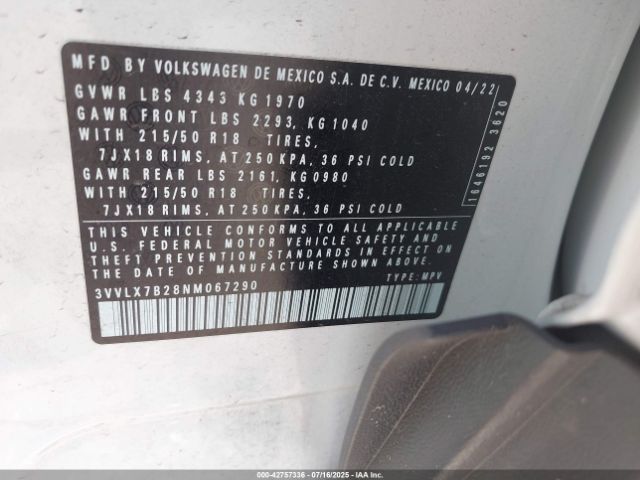 MFD BY VOLKSWAGEN DE MEXICO S.A. DE C.V. MEXICO 04/22
GVWR LBS 4343 KG 1970
GAWR FRONT LBS 2293, KG 1040
WITH 215/50 R18 TIRES,
7JX18 RIMS, AT 250 KPA, 36 PSI COLD
GAWR REAR LBS 2161, KG0980
WITH 215/50 R18 TIRES,
7JX18 RIMS, AT 250 KPA, 36 PSI COLD
THIS VEHICLE CONFORMS TO ALL APPLICABLE
U.S. FEDERAL MOTOR VEHICLE SAFETY AND
THEFT PREVENTION STANDARDS IN EFFECT ON
THE DATE OF MANUFACTURE SHOWN ABOVE.
3VVLX7B28NM067290 TYPE: MPV
1646192 3620
000-42757336 - 07/16/2025 - IAA, Inc.